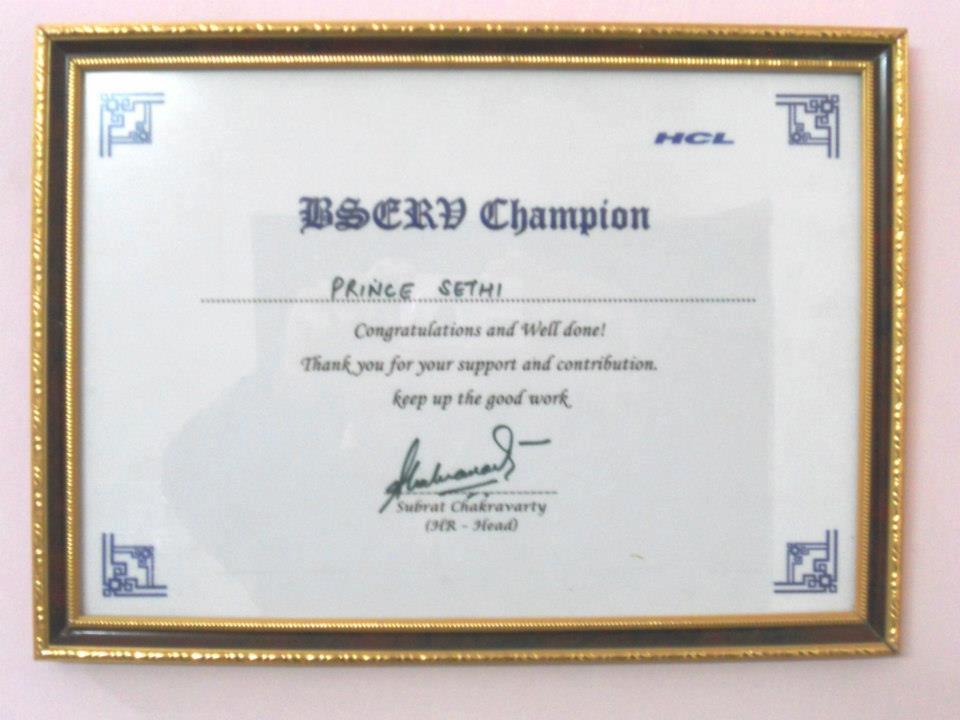 HCL
BSERV Champion
PRINCE SETHI
Congratulations and Well done!
Thank you for your support and contribution.
keep up the good work
Subrat Chakravarty
(HR - Head)